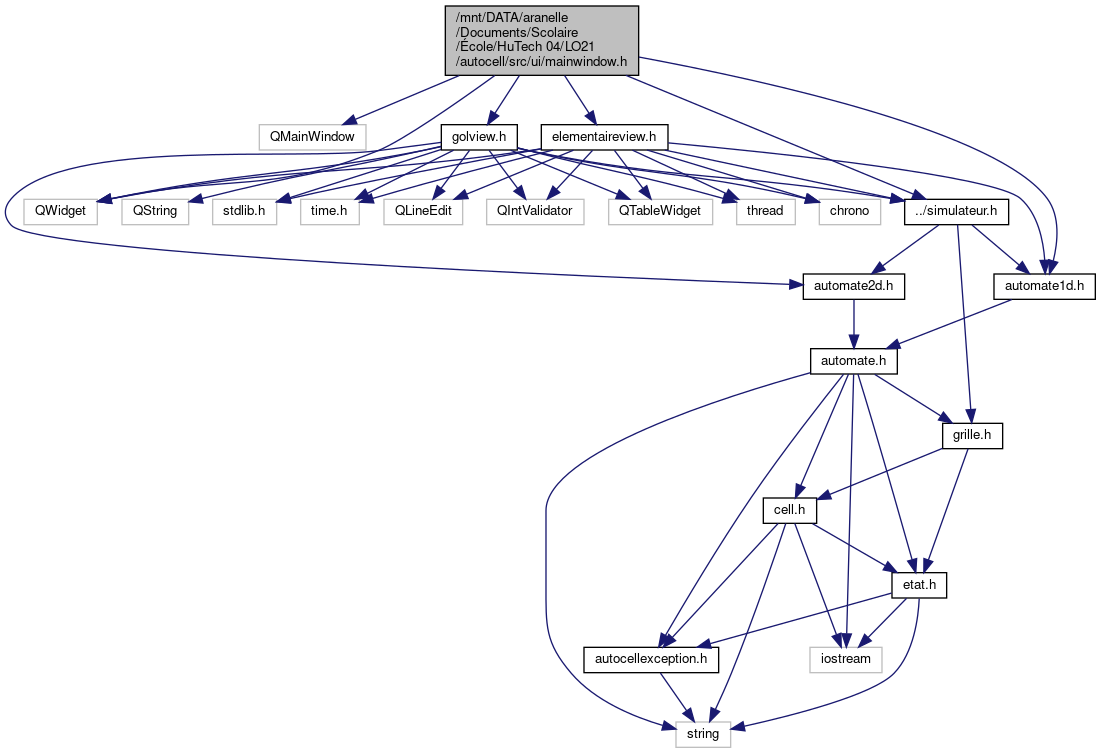 /mnt/DATA/aranelle
/Documents/Scolaire
/École/HuTech 04/LO21
/autocell/src/ui/mainwindow.h
QMainWindow
golview.h
elementaireview.h
QWidget
QString
stdlib.h
time.h
QLineEdit
QIntValidator
QTableWidget
thread
chrono
../simulateur.h
automate2d.h
automate1d.h
automate.h
grille.h
cell.h
etat.h
autocellexception.h
iostream
string